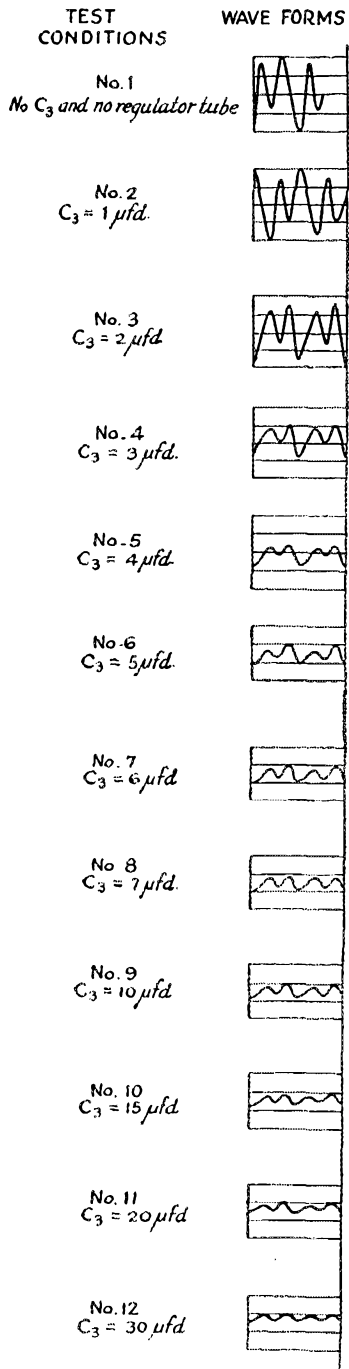 TEST
CONDITIONS
WAVE FORMS
No.1
No C3 and no regulator tube
No.2
C3 = 1 µfd.
No.3
C3 = 2 µfd
No.4
C3 = 3 µfd.
No.5
C3 = 4 µfd
No.6
C3 = 5 µfd.
No.7
C3 = 6 µfd
No 8
C3 = 7 µfd.
No.9
C3 = 10 µfd
No.10
C3 = 15 µfd
No.11
C3 = 20 µfd
No.12
C3 = 30 µfd